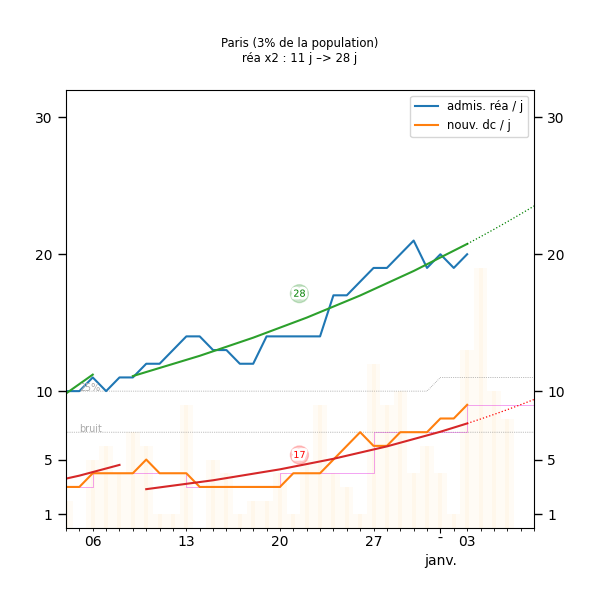 Paris (3% de la population)
réa x2 : 11 j –> 28 j
admis. réa / j
nouv. dc / j
30 30
20 20
28
25%
10 10
bruit
17
5 5
1 1
06 13 20 27 - 03
janv.